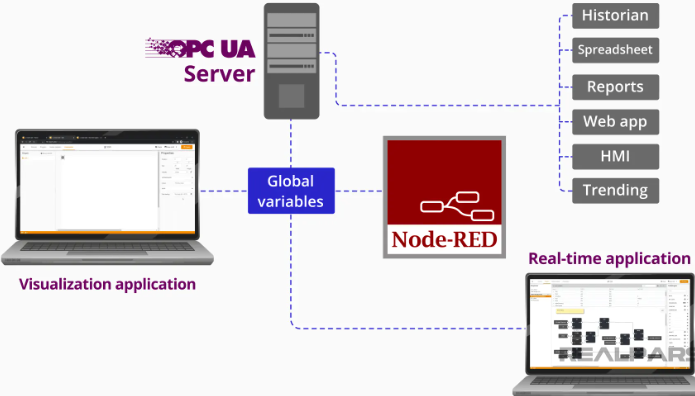 OPC UA
Server
Historian
Spreadsheet
Reports
Web app
HMI
Trending
Global
variables
Node-RED
Visualization application
Real-time application
REALPARS